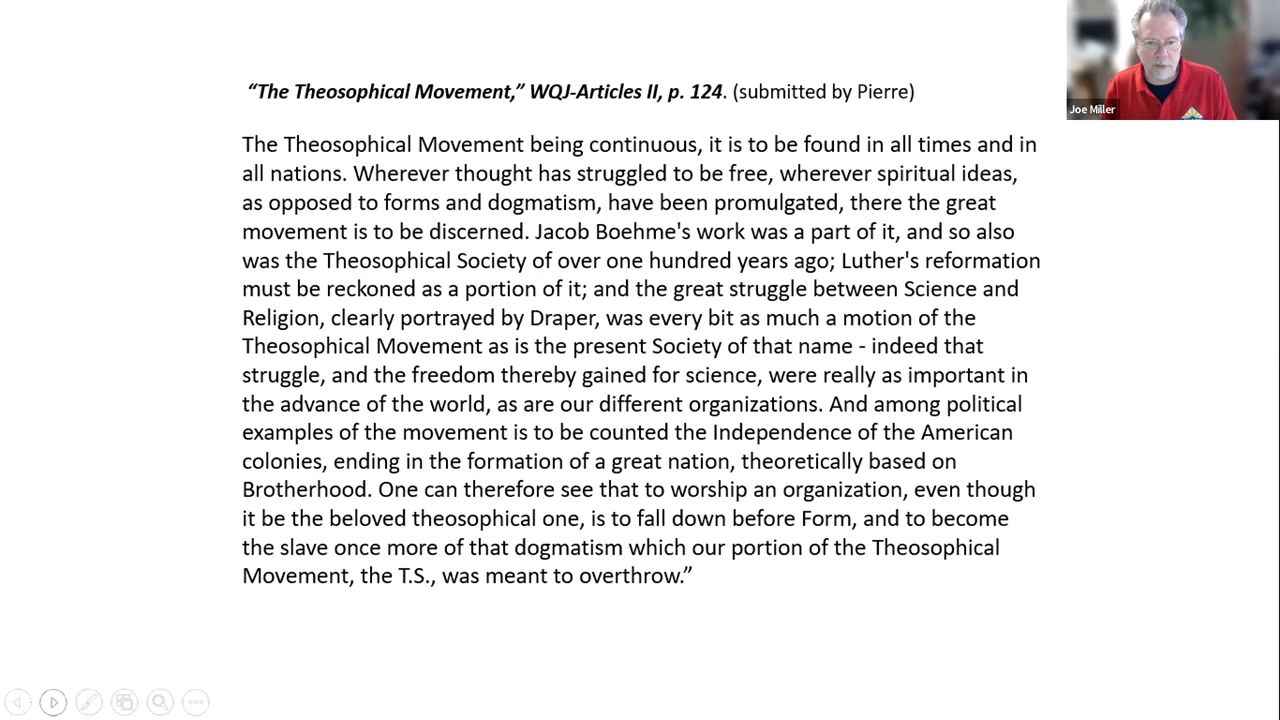 “The Theosophical Movement,” WQJ-Articles II, p. 124. (submitted by Pierre)
Joe Miller
The Theosophical Movement being continuous, it is to be found in all times and in
all nations. Wherever thought has struggled to be free, wherever spiritual ideas,
as opposed to forms and dogmatism, have been promulgated, there the great
movement is to be discerned. Jacob Boehme's work was a part of it, and so also
was the Theosophical Society of over one hundred years ago; Luther's reformation
must be reckoned as a portion of it; and the great struggle between Science and
Religion, clearly portrayed by Draper, was every bit as much a motion of the
Theosophical Movement as is the present Society of that name - indeed that
struggle, and the freedom thereby gained for science, were really as important in
the advance of the world, as are our different organizations. And among political
examples of the movement is to be counted the Independence of the American
colonies, ending in the formation of a great nation, theoretically based on
Brotherhood. One can therefore see that to worship an organization, even though
it be the beloved theosophical one, is to fall down before Form, and to become
the slave once more of that dogmatism which our portion of the Theosophical
Movement, the T.S., was meant to overthrow.”